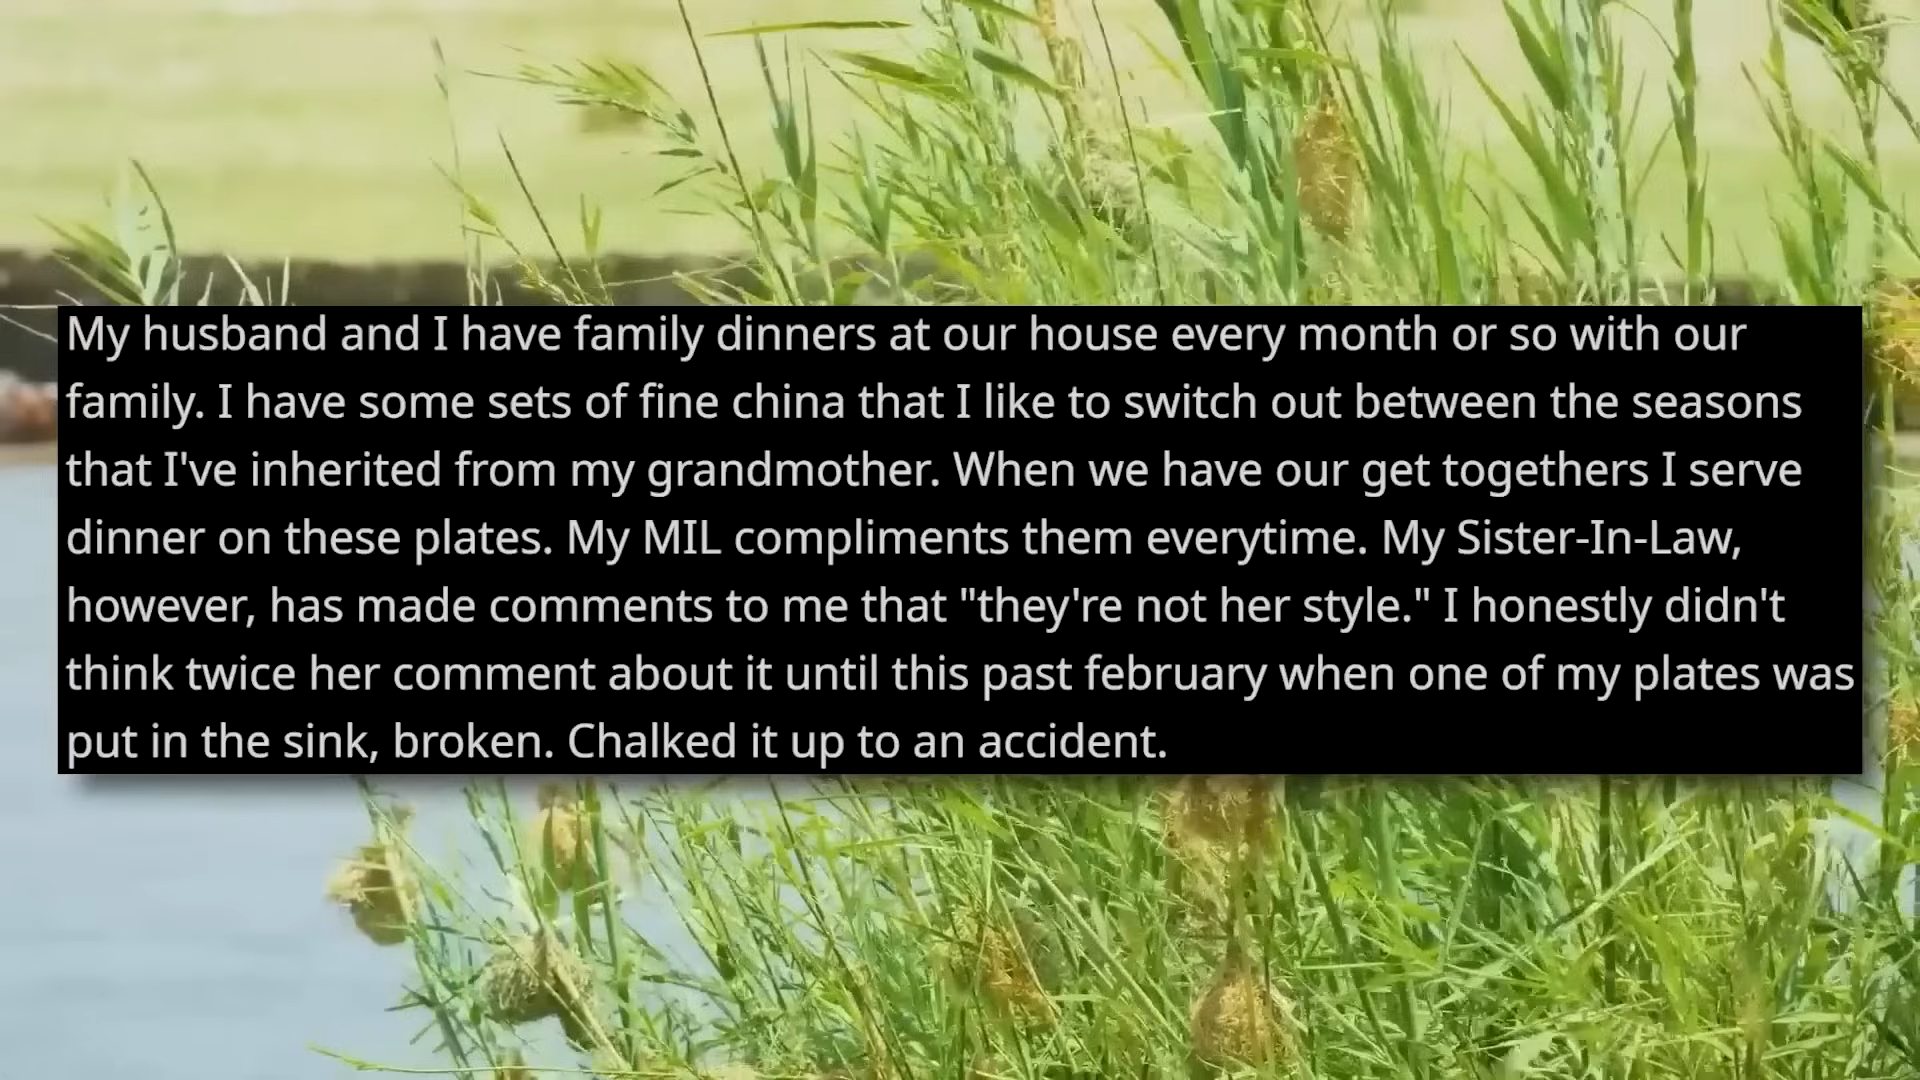 My husband and I have family dinners at our house every month or so with our
family. I have some sets of fine china that I like to switch out between the seasons
that I've inherited from my grandmother. When we have our get togethers I serve
dinner on these plates. My MIL compliments them everytime. My Sister-In-Law,
however, has made comments to me that "they're not her style." I honestly didn't
think twice her comment about it until this past february when one of my plates was
put in the sink, broken. Chalked it up to an accident.